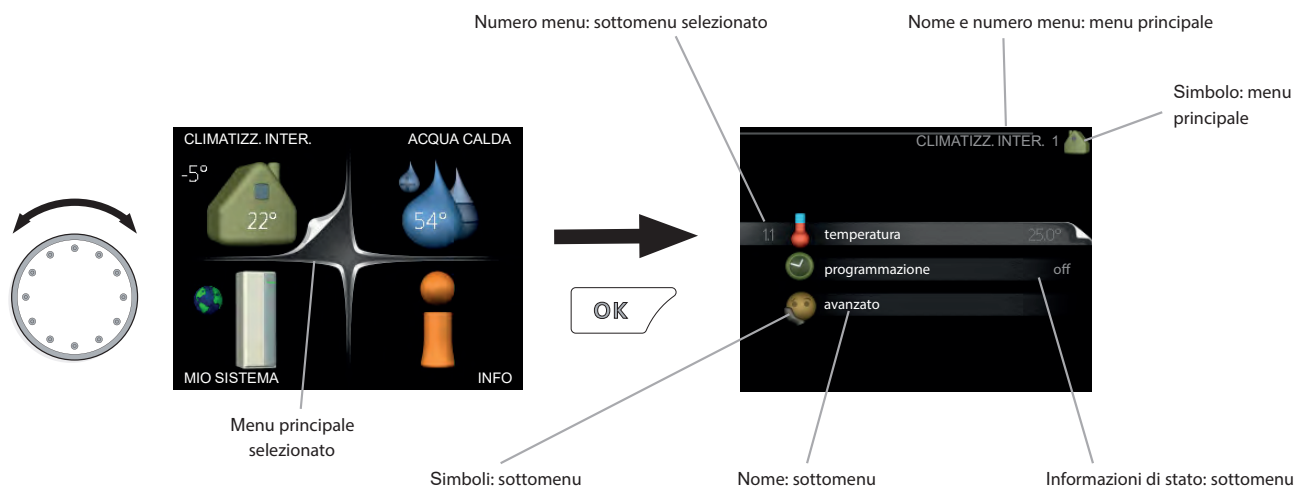 Numero menu: sottomenu selezionato
Nome e numero menu: menu principale
Simbolo: menu
principale
CLIMATIZZ. INTER.
ACQUA CALDA
-5°
22°
54°
MIO SISTEMA
INFO
Menu principale
selezionato
OK
CLIMATIZZ. INTER. 1
1.1 temperatura 25.0°
programmazione off
avanzato
Simboli: sottomenu
Nome: sottomenu
Informazioni di stato: sottomenu